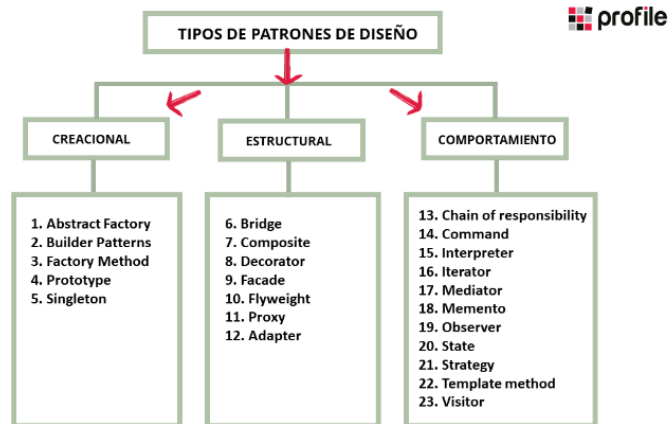 TIPOS DE PATRONES DE DISEÑO
profile
CREACIONAL
ESTRUCTURAL
COMPORTAMIENTO
1. Abstract Factory
2. Builder Patterns
3. Factory Method
4. Prototype
5. Singleton
6. Bridge
7. Composite
8. Decorator
9. Facade
10. Flyweight
11. Proxy
12. Adapter
13. Chain of responsibility
14. Command
15. Interpreter
16. Iterator
17. Mediator
18. Memento
19. Observer
20. State
21. Strategy
22. Template method
23. Visitor